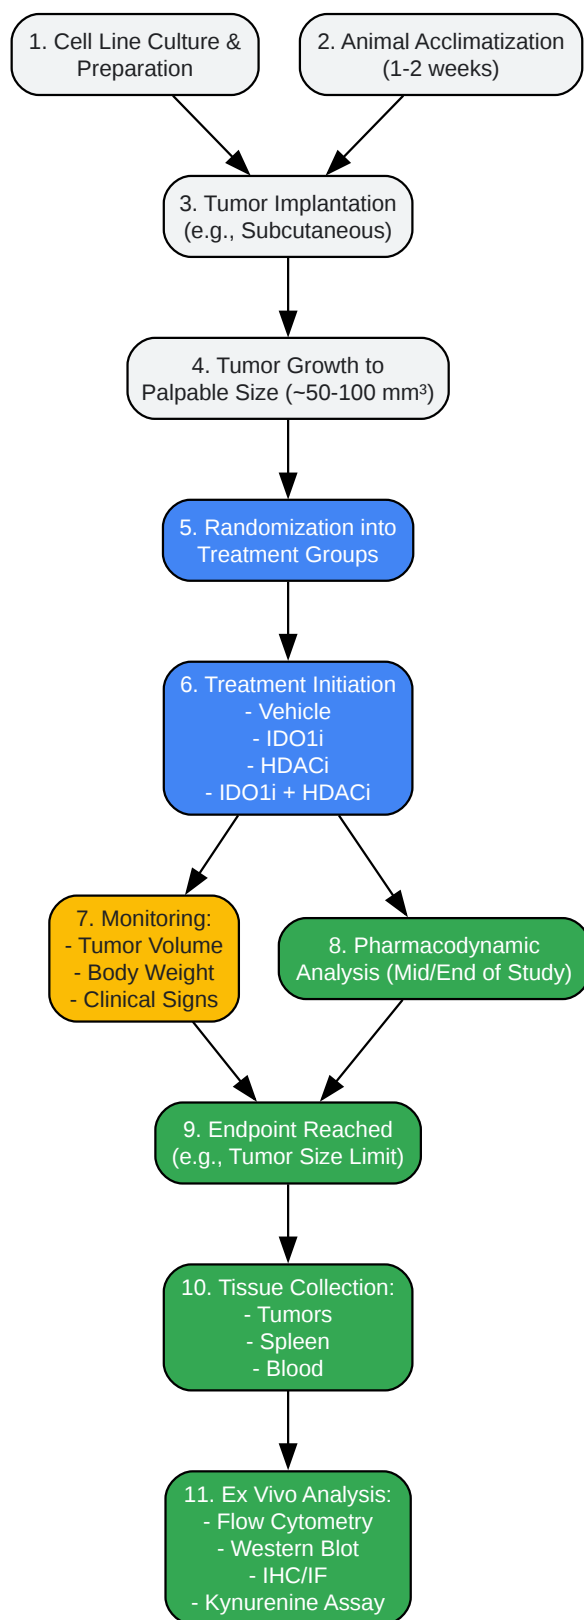 1. Cell Line Culture &
Preparation
2. Animal Acclimatization
(1-2 weeks)
3. Tumor Implantation
(e.g., Subcutaneous)
4. Tumor Growth to
Palpable Size (~50-100 mm³)
5. Randomization into
Treatment Groups
6. Treatment Initiation
- Vehicle
- IDO1i
- HDACi
- IDO1i + HDACi
7. Monitoring:
- Tumor Volume
- Body Weight
- Clinical Signs
8. Pharmacodynamic
Analysis (Mid/End of Study)
9. Endpoint Reached
(e.g., Tumor Size Limit)
10. Tissue Collection:
- Tumors
- Spleen
- Blood
11. Ex Vivo Analysis:
- Flow Cytometry
- Western Blot
- IHC/IF
- Kynurenine Assay